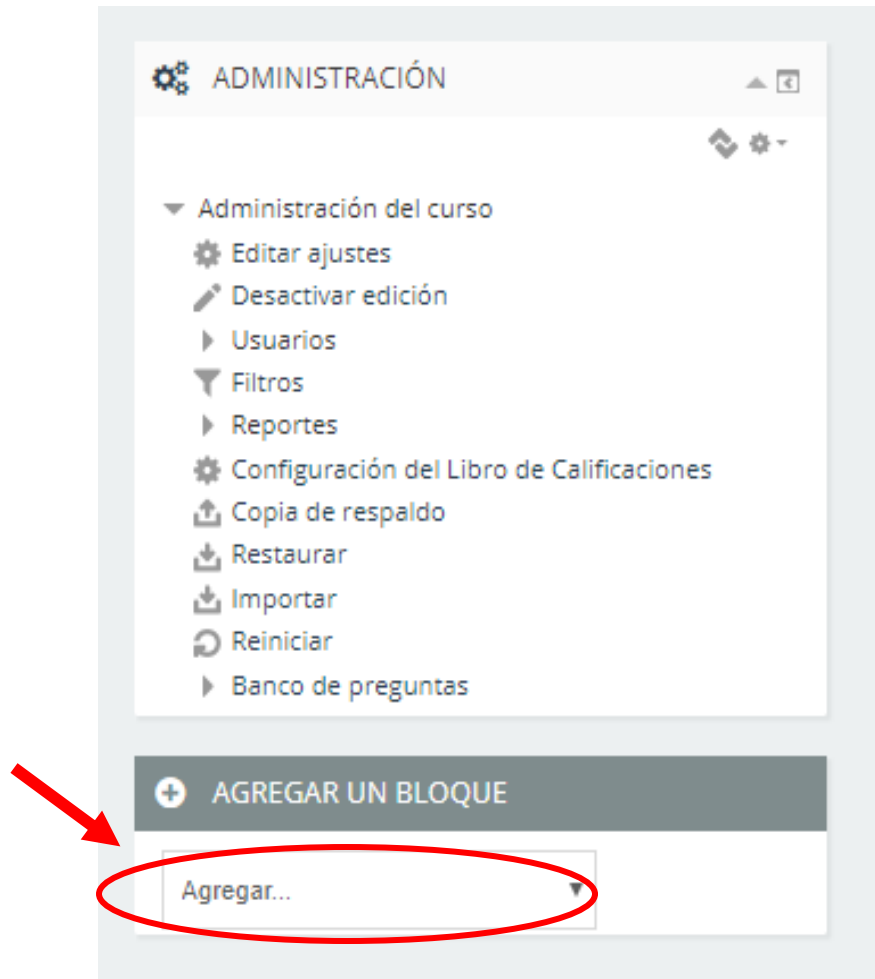 ADMINISTRACIÓN
Administración del curso
Editar ajustes
Desactivar edición
Usuarios
Filtros
Reportes
Configuración del Libro de Calificaciones
Copia de respaldo
Restaurar
Importar
Reiniciar
Banco de preguntas
AGREGAR UN BLOQUE
Agregar...